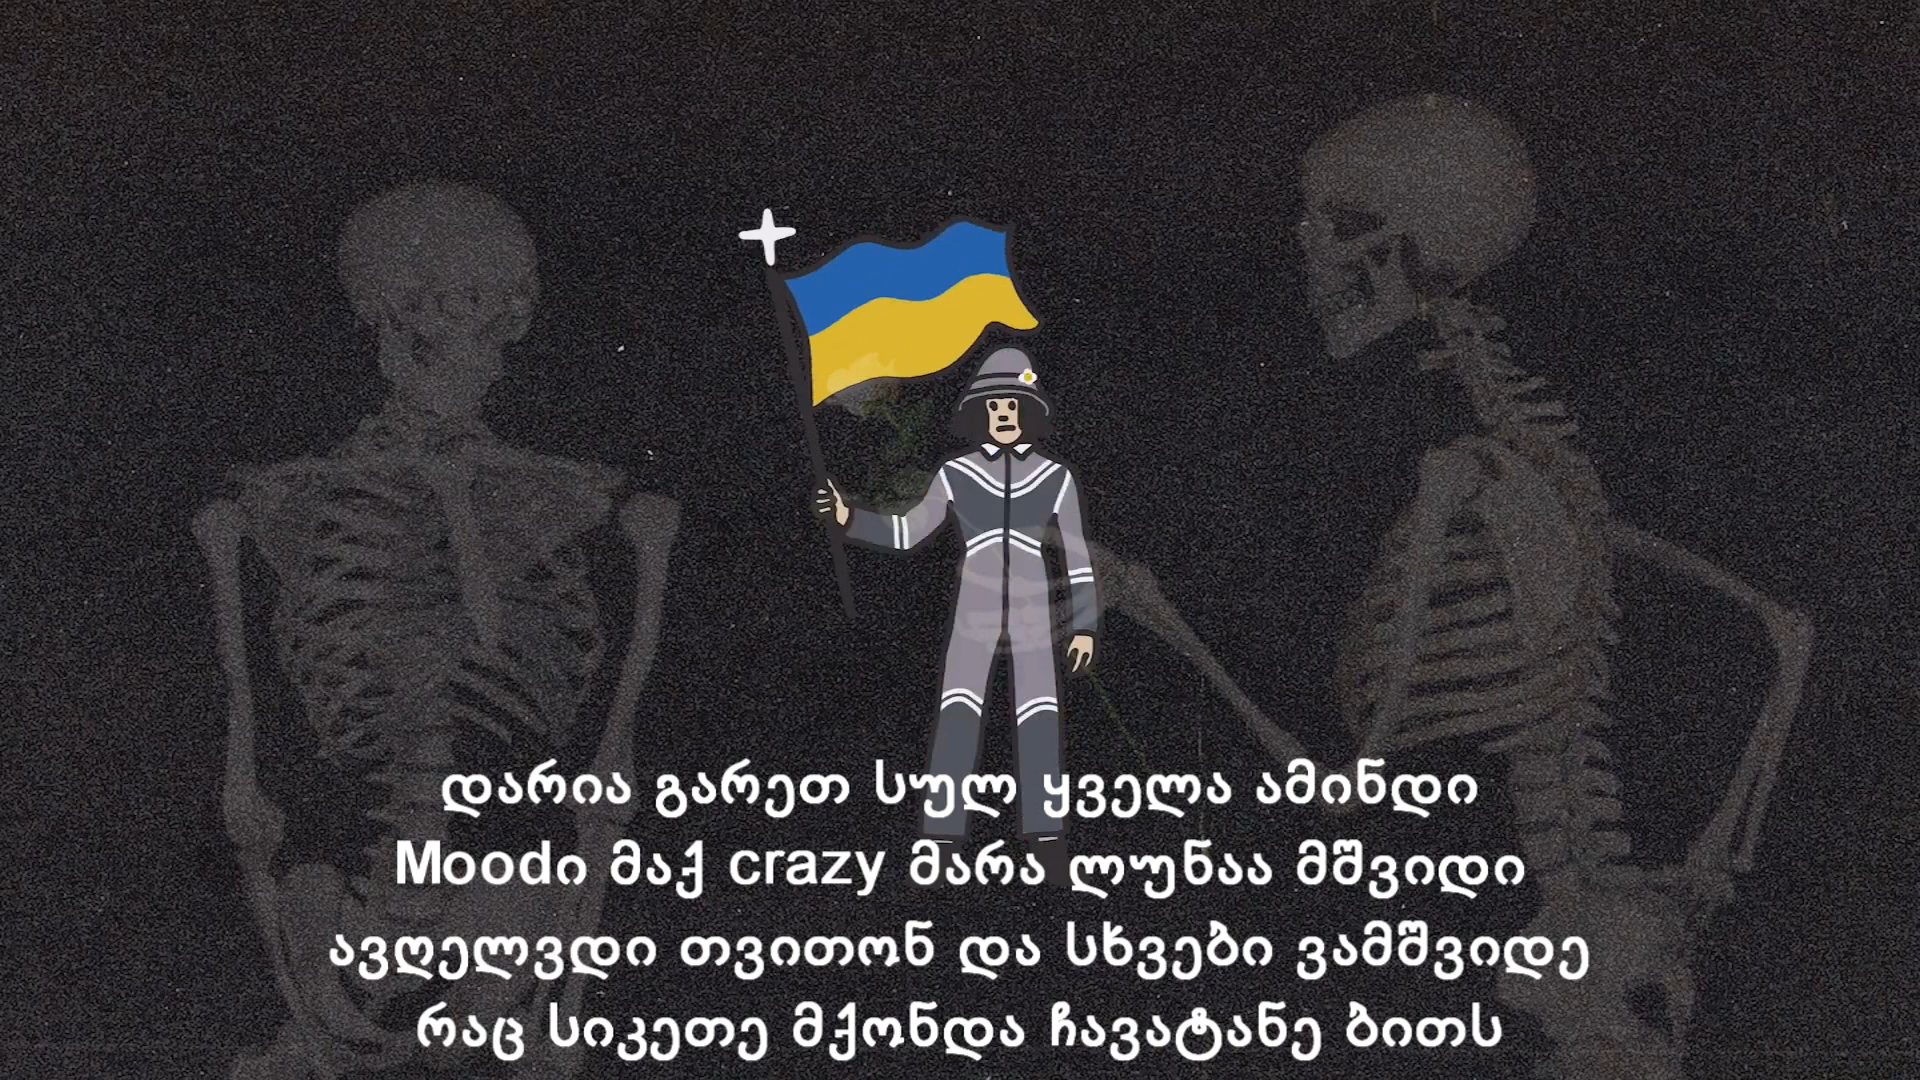 დარია გარეთ სულ ყველა ამინდი
Moodი მაქ crazy მარა ლუნაა მშვიდი
ავღელვდი თვითონ და სხვები ვამშვიდე
რაც სიკეთე მქონდა ჩავატანე ბითს